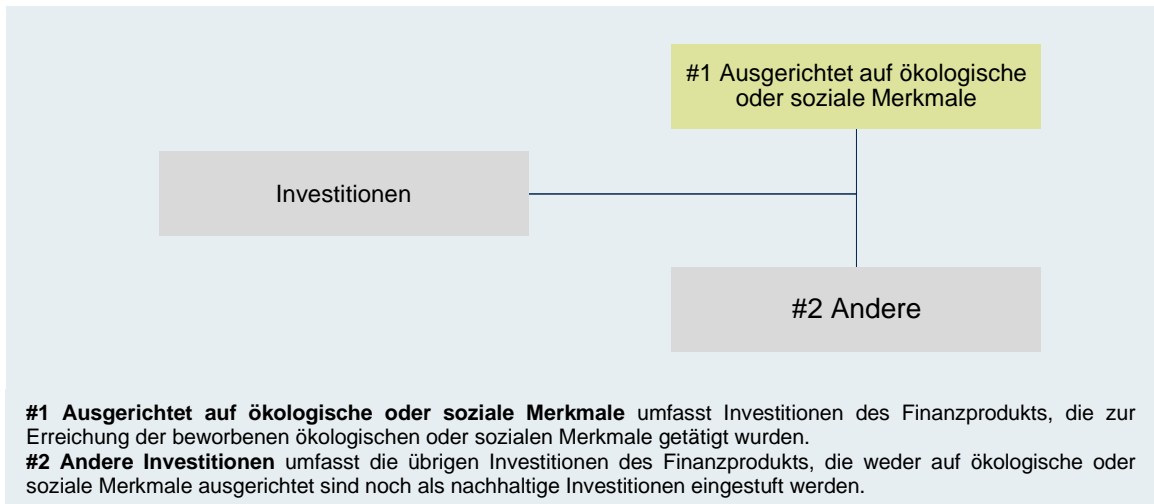 #1 Ausgerichtet auf ökologische
oder soziale Merkmale
Investitionen
#2 Andere
#1 Ausgerichtet auf ökologische oder soziale Merkmale umfasst Investitionen des Finanzprodukts, die zur
Erreichung der beworbenen ökologischen oder sozialen Merkmale getätigt wurden.
#2 Andere Investitionen umfasst die übrigen Investitionen des Finanzprodukts, die weder auf ökologische oder
soziale Merkmale ausgerichtet sind noch als nachhaltige Investitionen eingestuft werden.